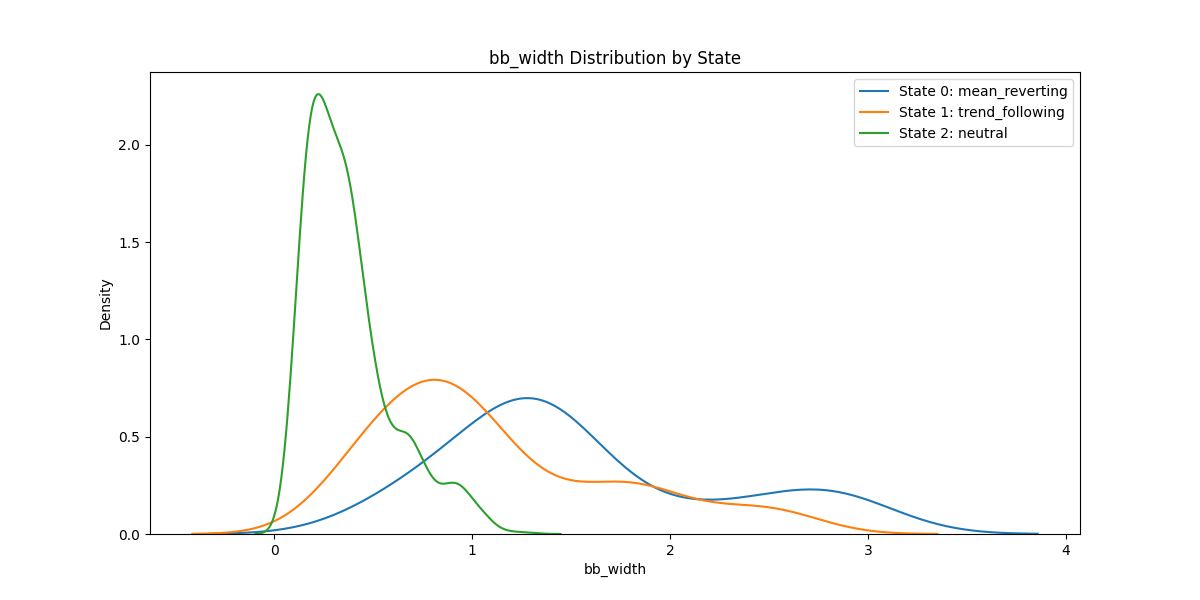 bb_width Distribution by State
State 0: mean_reverting
State 1: trend_following
State 2: neutral
Density
2.0
1.5
1.0
0.5
0.0
0
1
2
3
4
bb_width